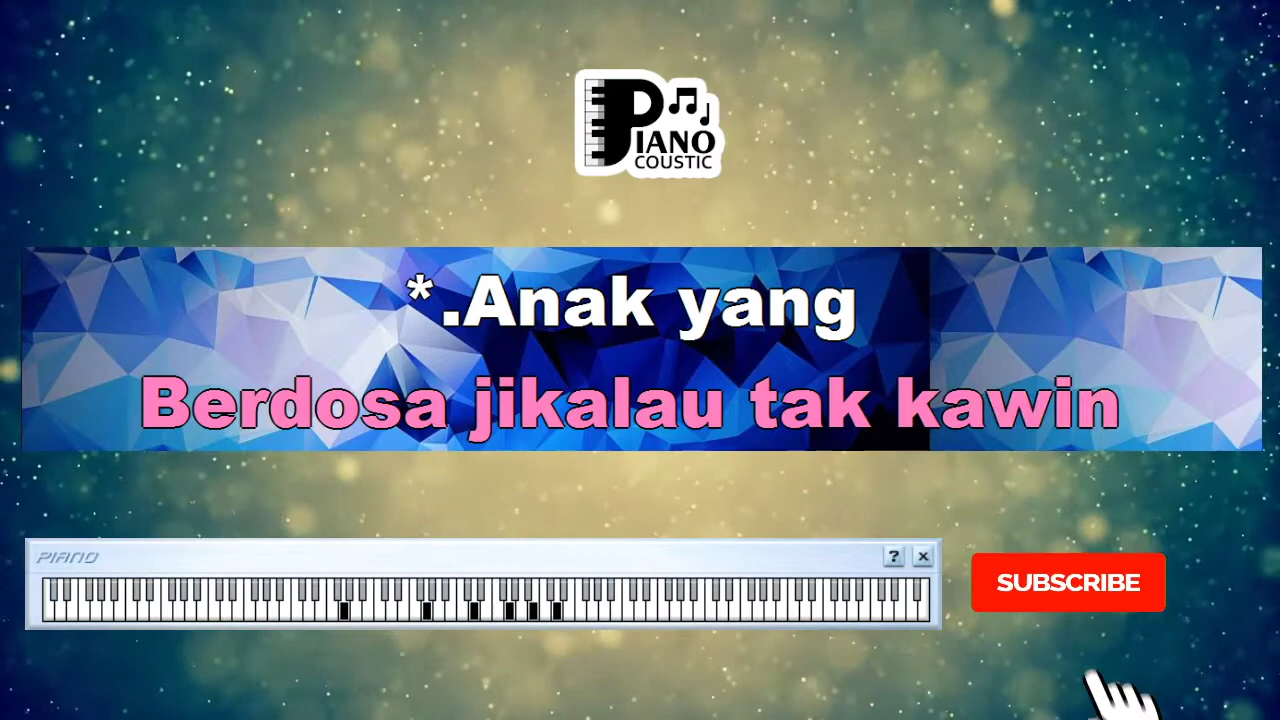 PIANO
COUSTIC
* .Anak yang
Berdosa jikalau tak kawin
PIANO
? ×
SUBSCRIBE